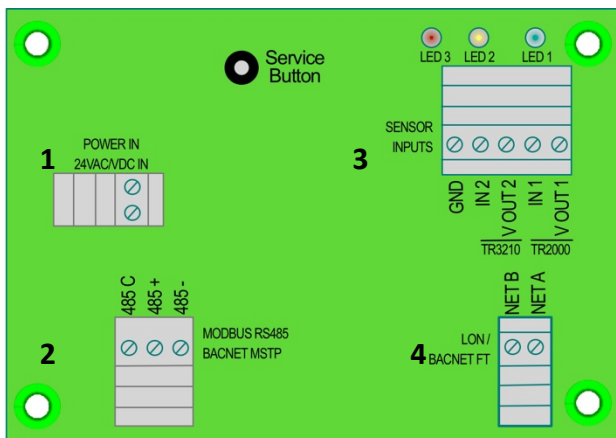 Service
Button
LED 3
LED 2
LED 1
1
POWER IN
24VAC/VDC IN
3
SENSOR
INPUTS
GND
IN 2
V OUT 2
IN 1
V OUT 1
TR3210
TR2000
2
485 C
485 +
485 -
MODBUS RS485
BACNET MSTP
4
LON /
BACNET FT
NET B
NET A